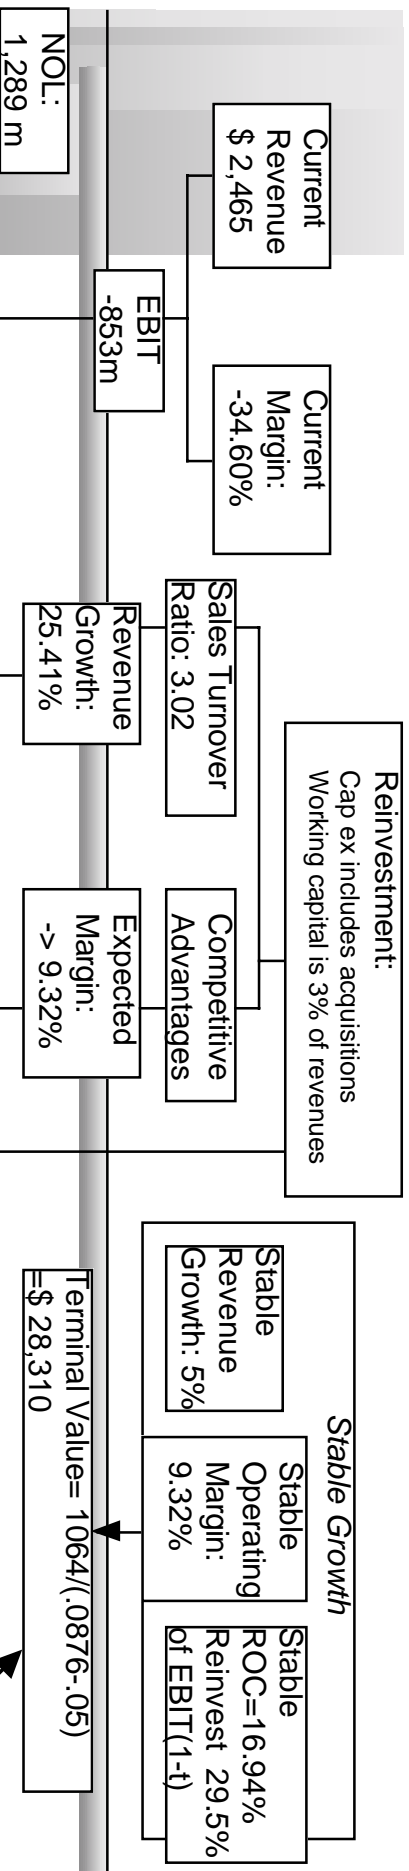 Reinvestment:
Cap ex includes acquisitions
Working capital is 3% of revenues
Stable Growth
Current
Revenue
$ 2,465
Current
Margin:
-34.60%
Sales Turnover
Ratio: 3.02
Competitive
Advantages
Stable
Revenue
Growth: 5%
Stable
Operating
Margin:
9.32%
Stable
ROC=16.94%
Reinvest 29.5%
of EBIT(1-t)
EBIT
-853m
Revenue
Growth:
25.41%
Expected
Margin:
-> 9.32%
Terminal Value= 1064/(.0876-.05)
=$ 28,310
NOL:
1,289 m